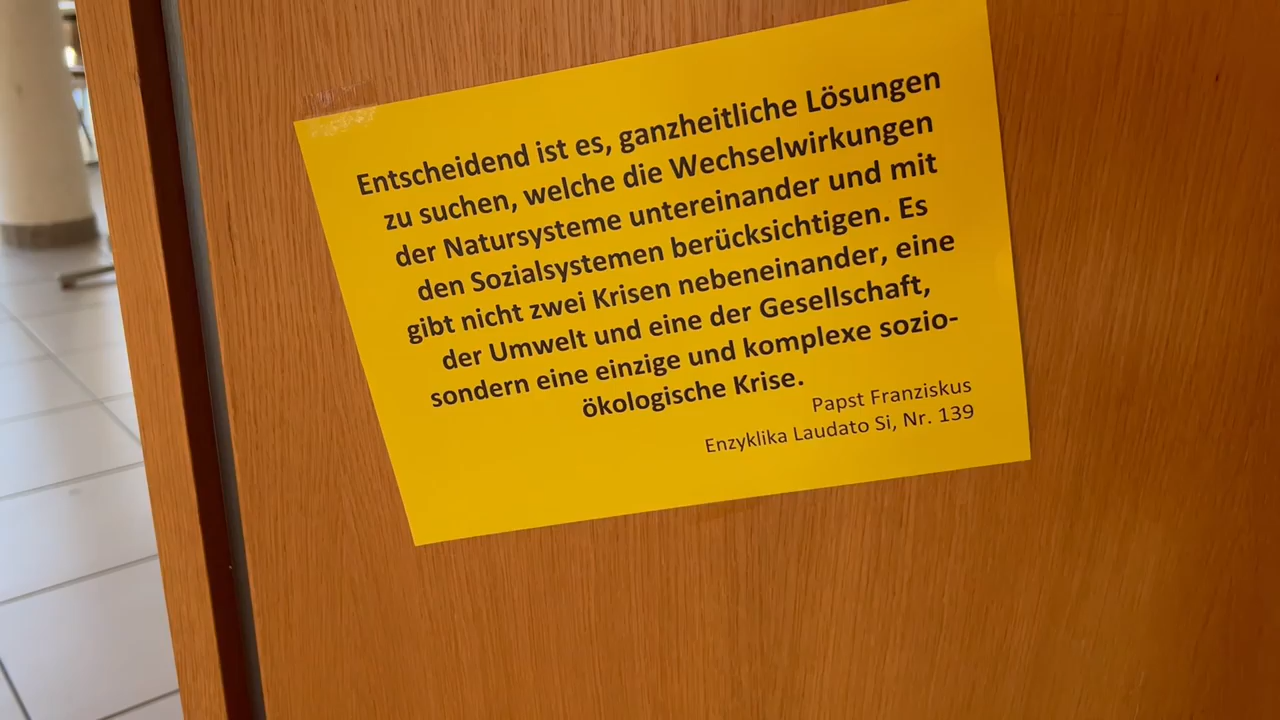 Entscheidend ist es, ganzheitliche Lösungen
zu suchen, welche die Wechselwirkungen
der Natursysteme untereinander und mit
den Sozialsystemen berücksichtigen. Es
gibt nicht zwei Krisen nebeneinander, eine
der Umwelt und eine der Gesellschaft,
sondern eine einzige und komplexe sozio-
ökologische Krise.
Papst Franziskus
Enzyklika Laudato Si, Nr. 139